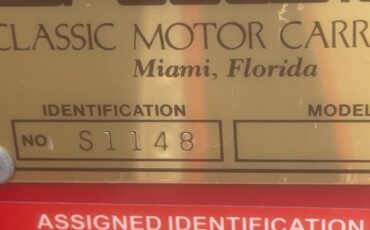 CLASSIC MOTOR CARR
Miami, Florida
IDENTIFICATION MODEL
NO S1148
ASSIGNED IDENTIFICATION